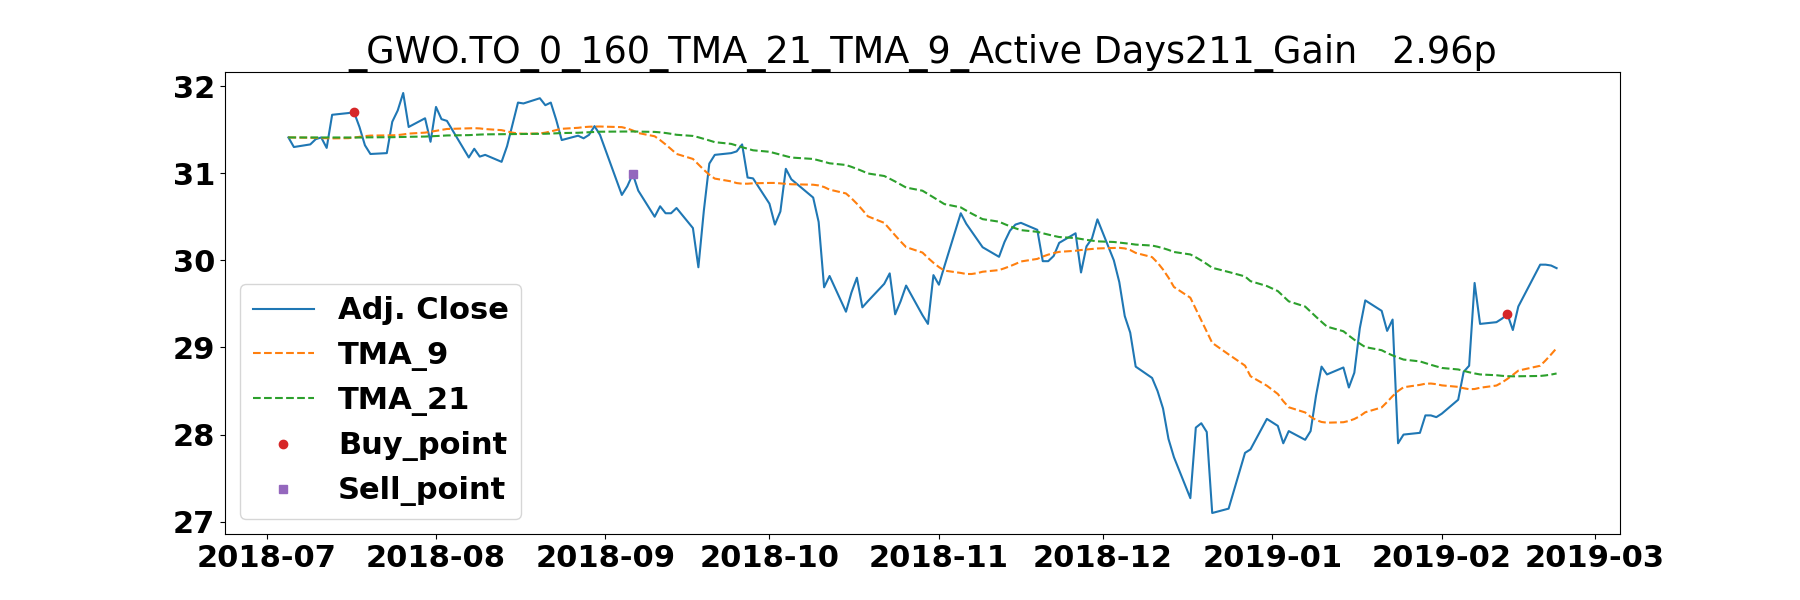 _GWO.TO_0_160_TMA_21_TMA_9_Active Days211_Gain   2.96p
32
31
30
29
28
27
Adj. Close
TMA_9
TMA_21
Buy_point
Sell_point
2018-07 2018-08 2018-09 2018-10 2018-11 2018-12 2019-01 2019-02 2019-03